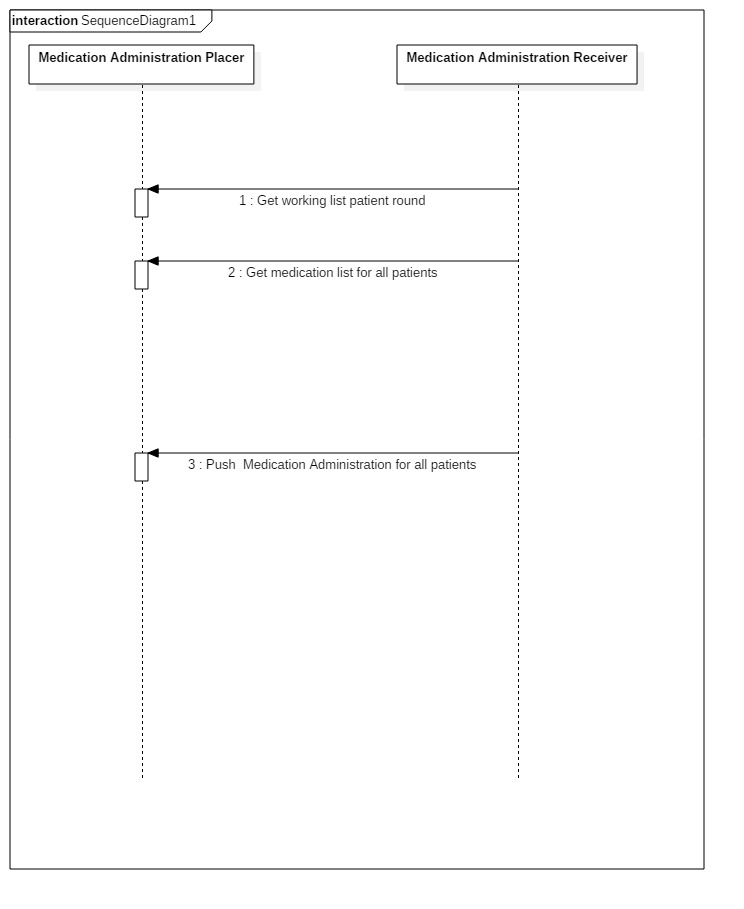 interaction SequenceDiagram1
Medication Administration Placer
Medication Administration Receiver
1 : Get working list patient round
2 : Get medication list for all patients
3 : Push  Medication Administration for all patients